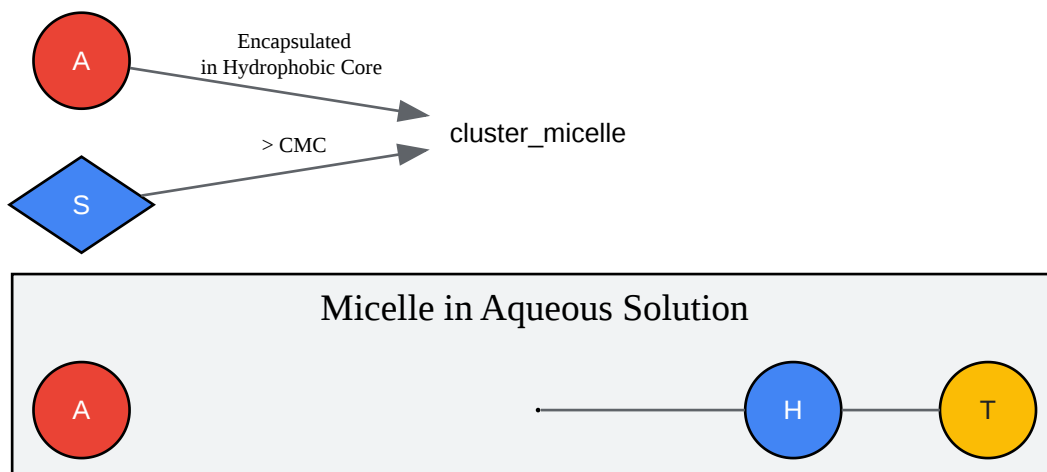 A
Encapsulated
in Hydrophobic Core
cluster_micelle
> CMC
S
Micelle in Aqueous Solution
A
H
T